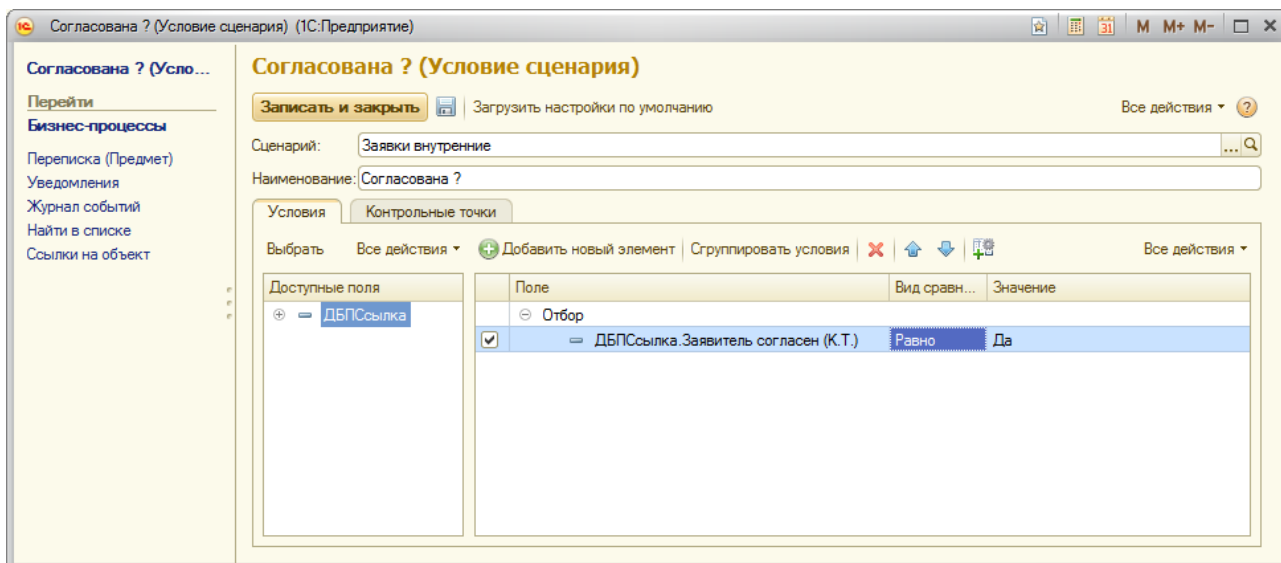 Согласована ? (Условие сценария) (1С:Предприятие)
31 M M+ M-
Согласована ? (Усло...
Перейти
Бизнес-процессы
Переписка (Предмет)
Уведомления
Журнал событий
Найти в списке
Ссылки на объект
Согласована ? (Условие сценария)
Записать и закрыть Загрузить настройки по умолчанию Все действия ?
Сценарий: Заявки внутренние ...
Наименование: Согласована ?
Условия Контрольные точки
Выбрать Все действия Добавить новый элемент Сгруппировать условия Все действия
Доступные поля Поле Вид сравн... Значение
ДБПСсылка Отбор
ДБПСсылка.Заявитель согласен (К.Т.) Равно Да